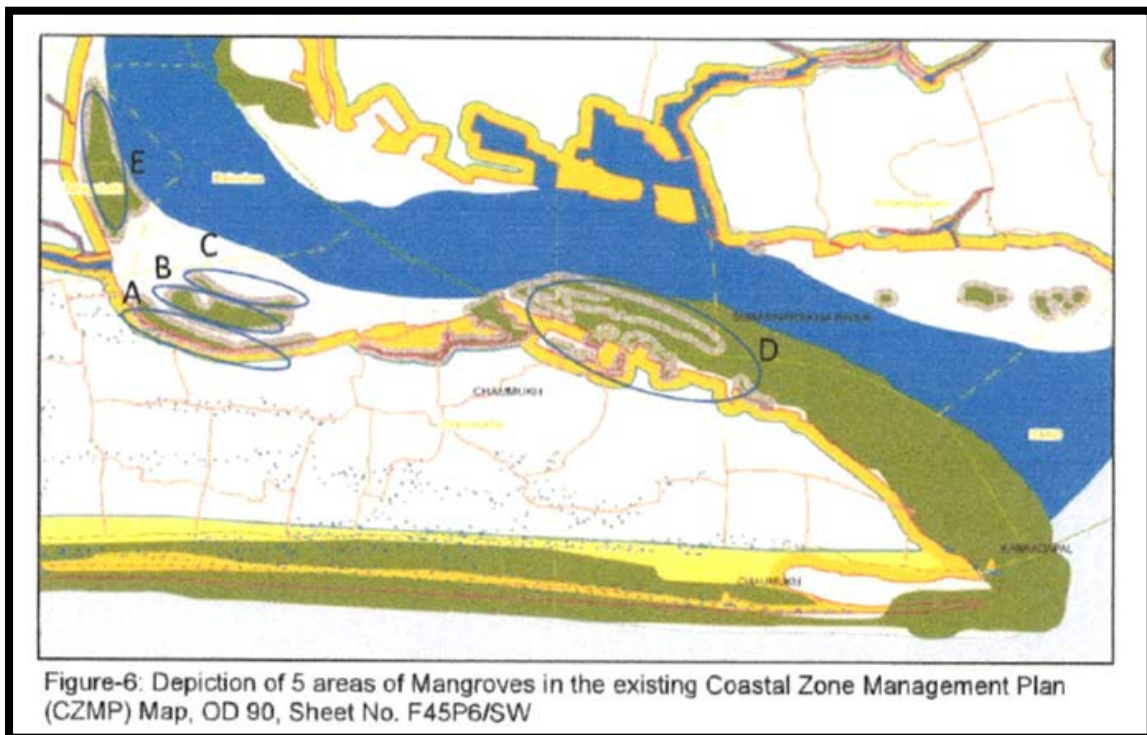 E
C
B
A
SUBARNAREKHA RIVER
D
CHAUMUKH
KANKADAPAL
CHAUMUKH
Figure-6: Depiction of 5 areas of Mangroves in the existing Coastal Zone Management Plan
(CZMP) Map, OD 90, Sheet No. F45P6/SW